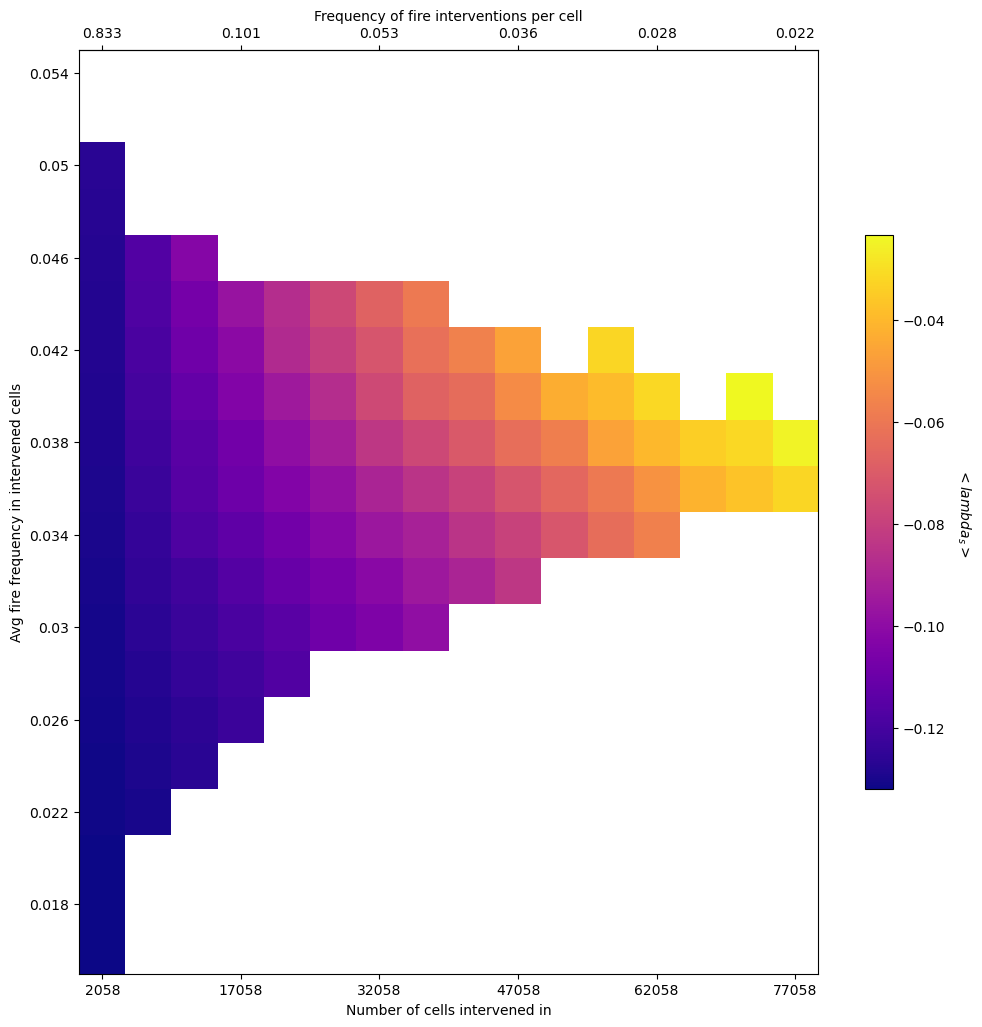 Frequency of fire interventions per cell
0.833 0.101 0.053 0.036 0.028 0.022
0.054
0.05
0.046
0.042
0.038
0.034
0.03
0.026
0.022
0.018
Avg fire frequency in intervened cells
2058 17058 32058 47058 62058 77058
Number of cells intervened in
−0.04
−0.06
−0.08
−0.10
−0.12
< lambda_s >